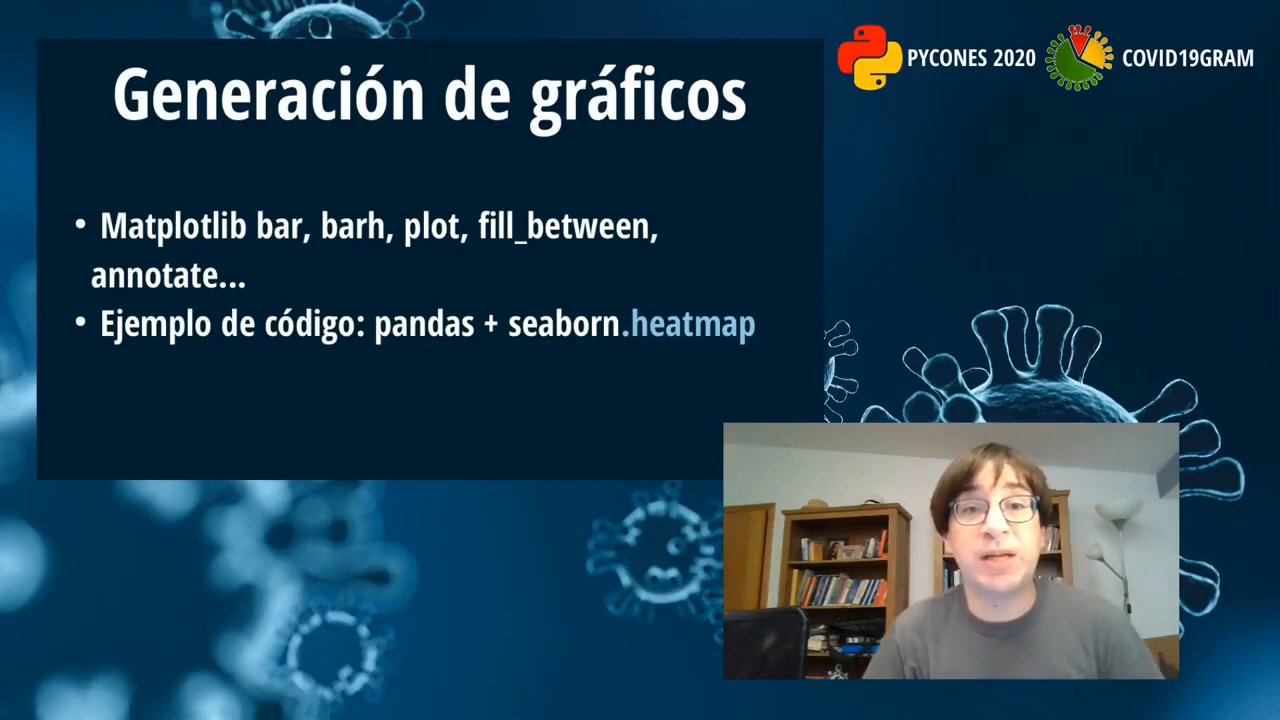 PYCONES 2020
COVID19GRAM
Generación de gráficos
• Matplotlib bar, barh, plot, fill_between,
annotate...
• Ejemplo de código: pandas + seaborn.heatmap